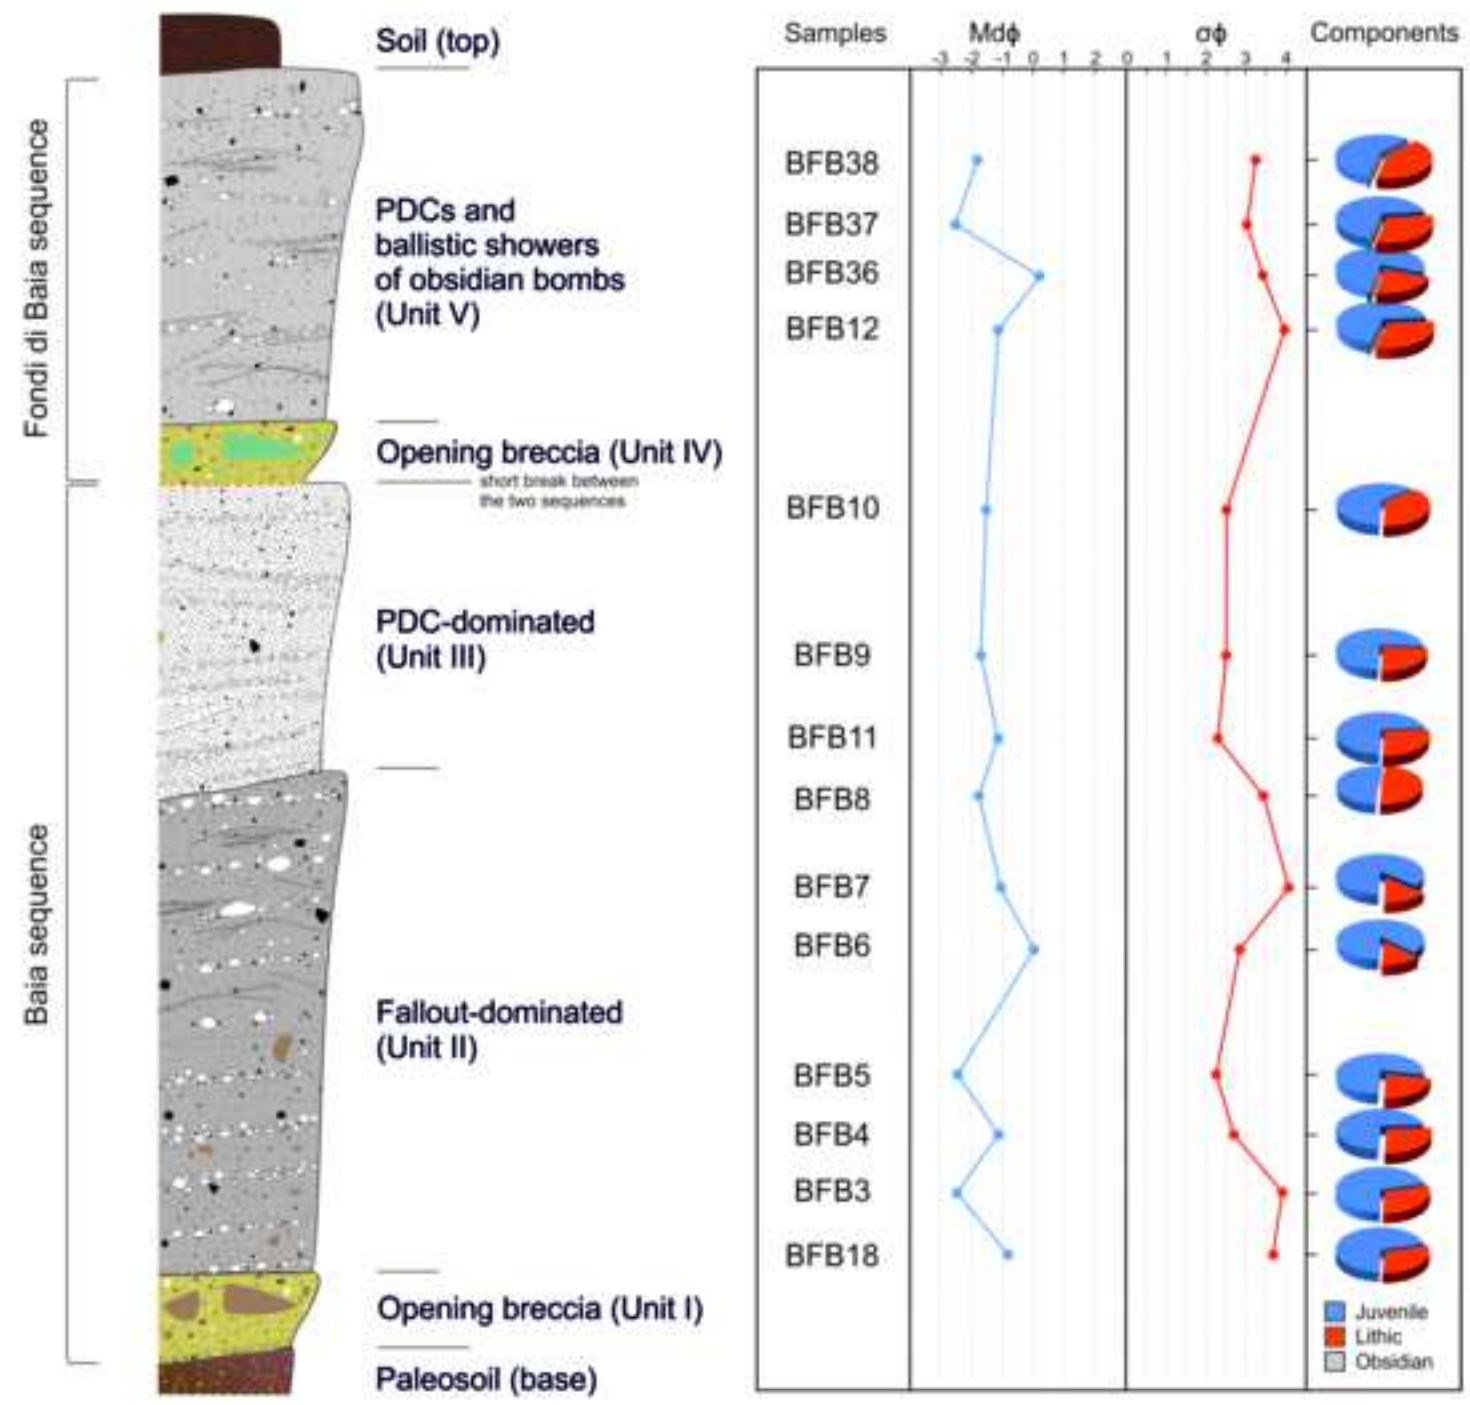 Soil (top)
Fondi di Baia sequence
PDCs and
ballistic showers
of obsidian bombs
(Unit V)
Opening breccia (Unit IV)
short break between
the two sequences
Baia sequence
PDC-dominated
(Unit III)
Fallout-dominated
(Unit II)
Opening breccia (Unit I)
Paleosoil (base)
Samples Mdϕ σϕ Components
-3 -2 -1 0 1 2 0 1 2 3 4
BFB38
BFB37
BFB36
BFB12
BFB10
BFB9
BFB11
BFB8
BFB7
BFB6
BFB5
BFB4
BFB3
BFB18
Juvenile
Lithic
Obsidian